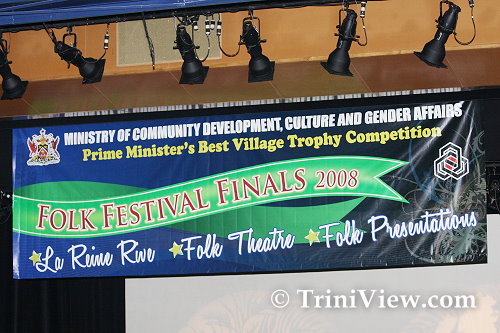 MINISTRY OF COMMUNITY DEVELOPMENT, CULTURE AND GENDER AFFAIRS
Prime Minister's Best Village Trophy Competition
FOLK FESTIVAL FINALS 2008
La Reine Rive Folk Theatre Folk Presentations
© TriniView.com